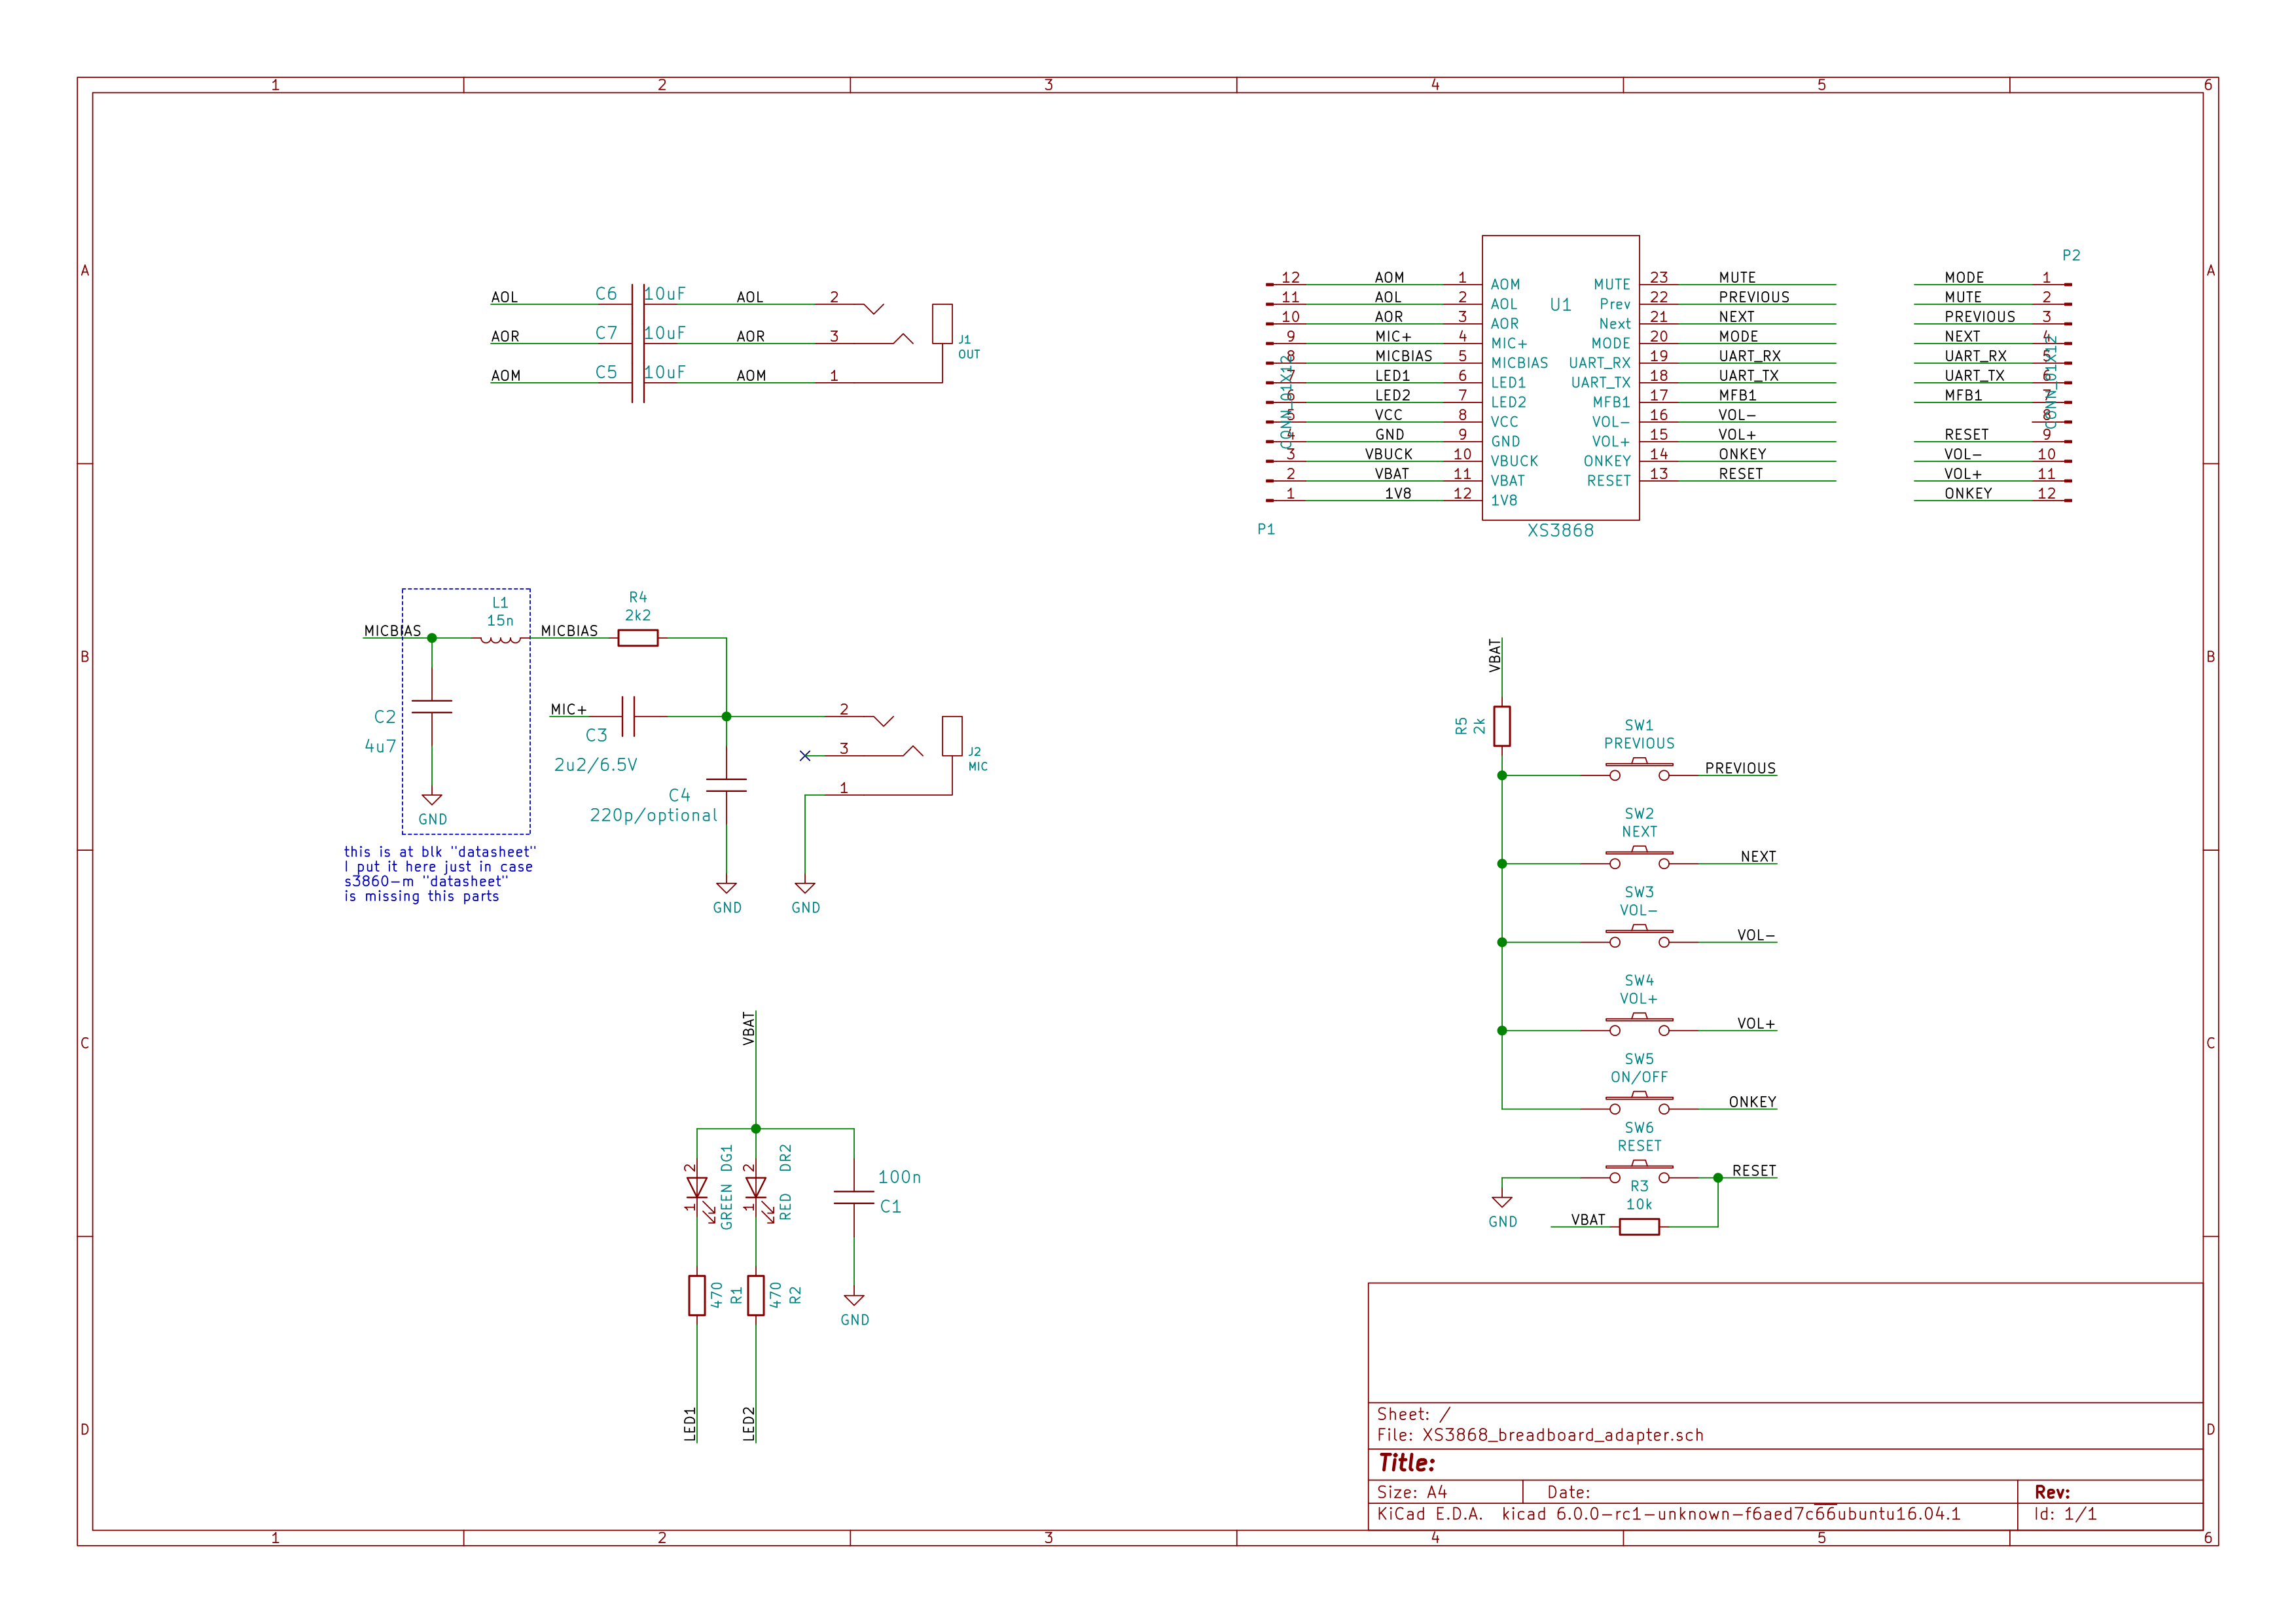 1 2 3 4 5 6
A A
B B
C C
D D
AOL C6 10uF AOL 2
AOR C7 10uF AOR 3
AOM C5 10uF AOM 1
J1
OUT
P1
CONN_01X12
12 AOM 1 AOM
11 AOL 2 AOL
10 AOR 3 AOR
9 MIC+ 4 MIC+
8 MICBIAS 5 MICBIAS
7 LED1 6 LED1
6 LED2 7 LED2
5 VCC 8 VCC
4 GND 9 GND
3 VBUCK 10 VBUCK
2 VBAT 11 VBAT
1 1V8 12 1V8
U1
XS3868
MUTE 23 MUTE
Prev 22 PREVIOUS
Next 21 NEXT
MODE 20 MODE
UART_RX 19 UART_RX
UART_TX 18 UART_TX
MFB1 17 MFB1
VOL- 16 VOL-
VOL+ 15 VOL+
ONKEY 14 ONKEY
RESET 13 RESET
P2
CONN_01X12
MODE 1
MUTE 2
PREVIOUS 3
NEXT 4
UART_RX 5
UART_TX 6
MFB1 7
8
RESET 9
VOL- 10
VOL+ 11
ONKEY 12
L1
15n
R4
2k2
MICBIAS MICBIAS
C2
4u7
GND
MIC+
C3
2u2/6.5V
C4
220p/optional
GND
GND
2
3
1
J2
MIC
this is at blk "datasheet"
I put it here just in case
s3860-m "datasheet"
is missing this parts
VBAT
R5
2k
SW1
PREVIOUS
PREVIOUS
SW2
NEXT
NEXT
SW3
VOL-
VOL-
SW4
VOL+
VOL+
SW5
ON/OFF
ONKEY
SW6
RESET
RESET
R3
10k
VBAT
GND
VBAT
2 1
GREEN DG1
2 1
RED DR2
100n
C1
GND
470 R1
470 R2
LED1
LED2
Sheet: /
File: XS3868_breadboard_adapter.sch
Title:
Size: A4 Date: Rev:
KiCad E.D.A. kicad 6.0.0-rc1-unknown-f6aed7c66ubuntu16.04.1 Id: 1/1
1 2 3 4 5 6